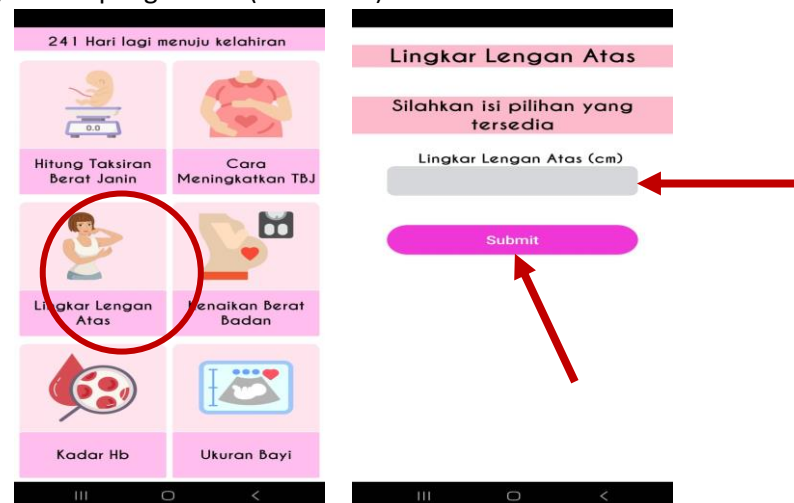 241 Hari lagi menuju kelahiran
0.0
Hitung Taksiran
Berat Janin
Cara
Meningkatkan TBJ
Lingkar Lengan
Atas
Kenaikan Berat
Badan
Kadar Hb
Ukuran Bayi
Lingkar Lengan Atas
Silahkan isi pilihan yang
tersedia
Lingkar Lengan Atas (cm)
Submit